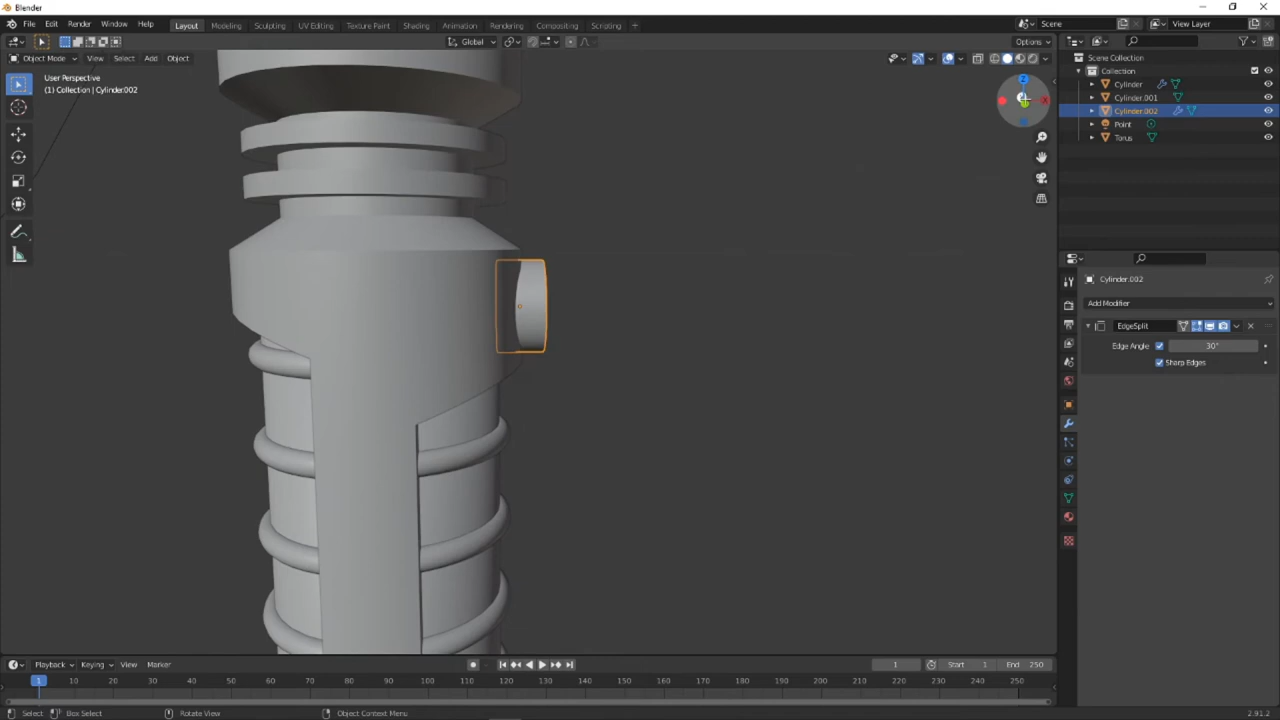 Blender
File Edit Render Window Help Layout Modeling Sculpting UV Editing Texture Paint Shading Animation Rendering Compositing Scripting + Scene View Layer
Global Options
Object Mode View Select Add Object
User Perspective
(1) Collection | Cylinder.002
X
Z
Scene Collection
Collection
Cylinder
Cylinder.001
Cylinder.002
Point
Torus
Cylinder.002
Add Modifier
EdgeSplit
Edge Angle 30°
Sharp Edges
Playback Keying View Marker 1 Start 1 End 250
1 10 20 30 40 50 60 70 80 90 100 110 120 130 140 150 160 170 180 190 200 210 220 230 240 250
Select Box Select Rotate View Object Context Menu 2.91.2